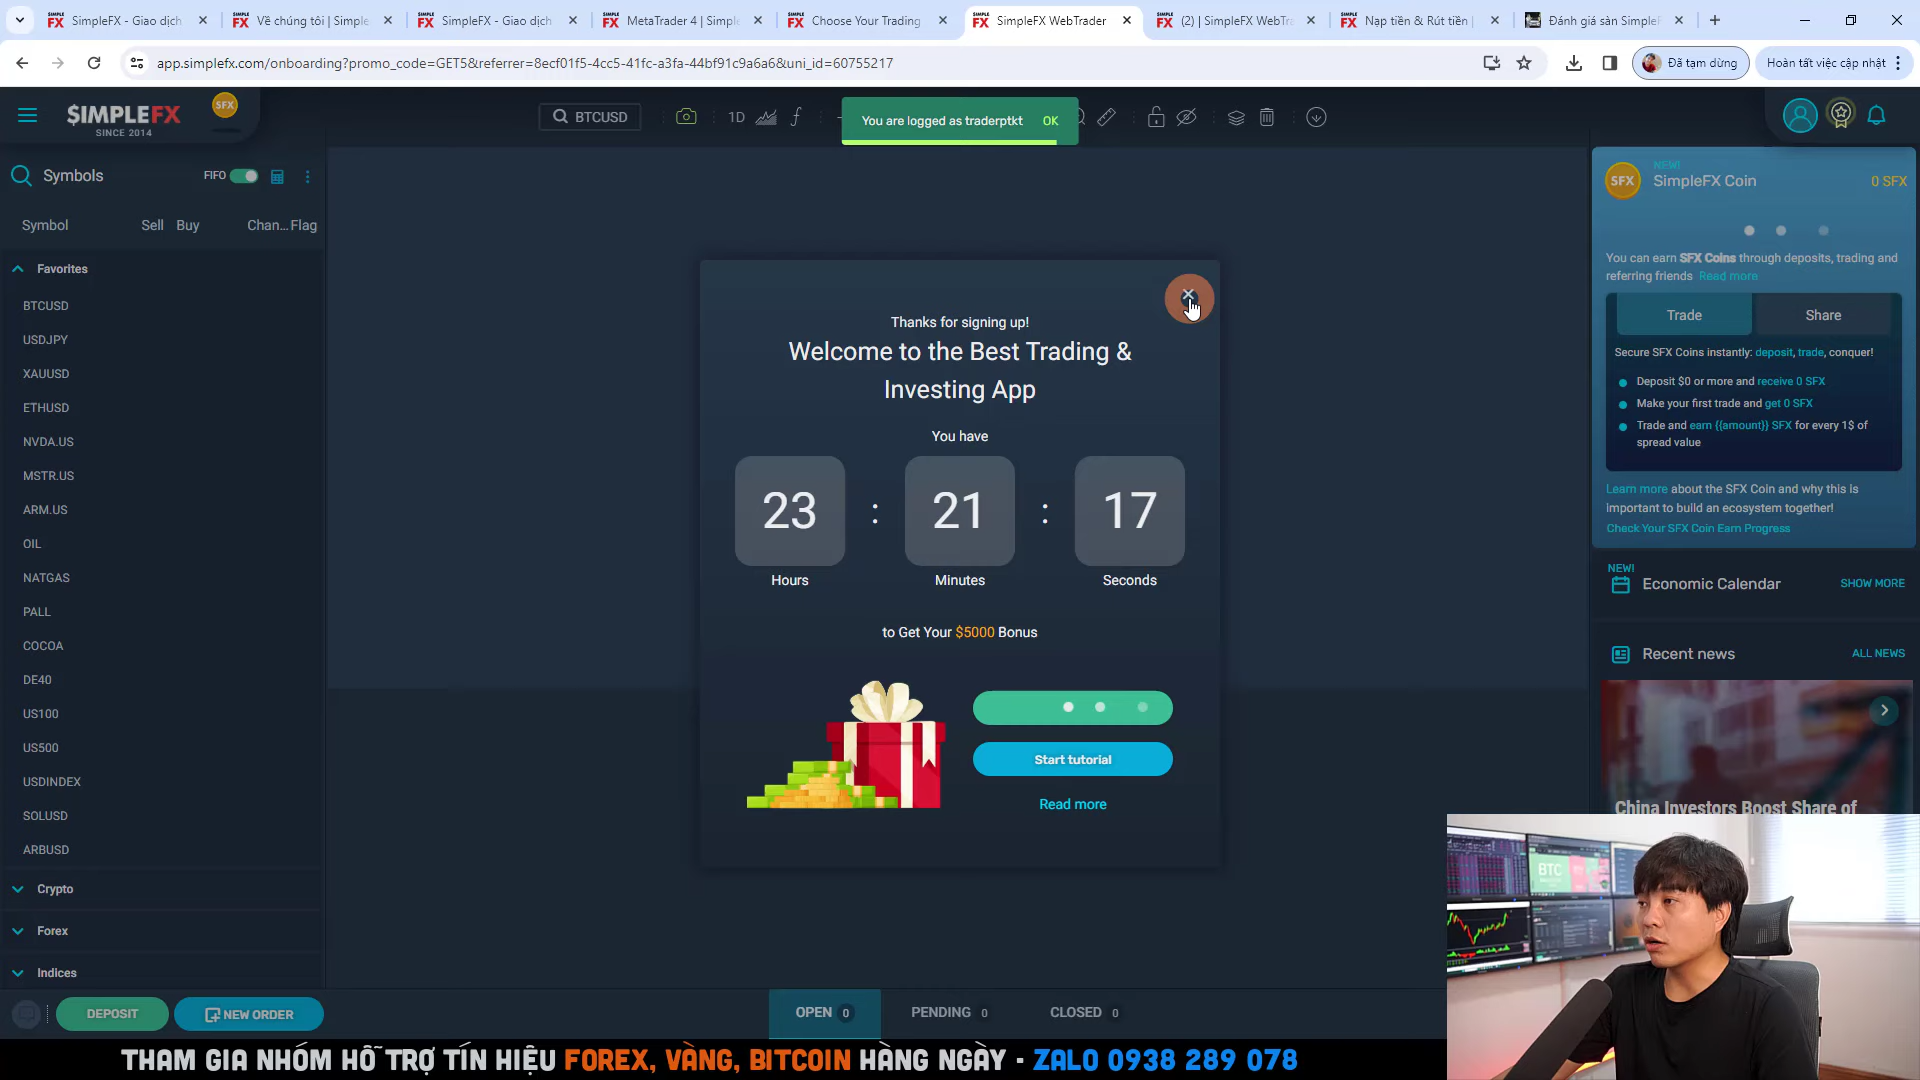 SimpleFX - Giao dịch
Về chúng tôi | Simple
SimpleFX - Giao dịch
MetaTrader 4 | Simple
Choose Your Trading
SimpleFX WebTrader
(2) | SimpleFX WebTra
Nạp tiền & Rút tiền |
Đánh giá sàn SimpleF
app.simplefx.com/onboarding?promo_code=GET5&referrer=8ecf01f5-4cc5-41fc-a3fa-44bf91c9a6a6&uni_id=60755217
Đã tạm dừng
Hoàn tất việc cập nhật
$IMPLEFX
SINCE 2014
SFX
BTCUSD
1D
You are logged as traderptkt OK
Symbols
FIFO
Symbol Sell Buy Chan... Flag
Favorites
BTCUSD
USDJPY
XAUUSD
ETHUSD
NVDA.US
MSTR.US
ARM.US
OIL
NATGAS
PALL
COCOA
DE40
US100
US500
USDINDEX
SOLUSD
ARBUSD
Crypto
Forex
Indices
DEPOSIT
NEW ORDER
Thanks for signing up!
Welcome to the Best Trading &
Investing App
You have
23 : 21 : 17
Hours Minutes Seconds
to Get Your $5000 Bonus
Start tutorial
Read more
OPEN 0 PENDING 0 CLOSED 0
NEW!
SFX SimpleFX Coin 0 SFX
You can earn SFX Coins through deposits, trading and
referring friends Read more
Trade Share
Secure SFX Coins instantly: deposit, trade, conquer!
Deposit $0 or more and receive 0 SFX
Make your first trade and get 0 SFX
Trade and earn {{amount}} SFX for every 1$ of
spread value
Learn more about the SFX Coin and why this is
important to build an ecosystem together!
Check Your SFX Coin Earn Progress
NEW!
Economic Calendar SHOW MORE
Recent news ALL NEWS
China Investors Boost Share of
BTC
THAM GIA NHÓM HỖ TRỢ TÍN HIỆU FOREX, VÀNG, BITCOIN HÀNG NGÀY - ZALO 0938 289 078